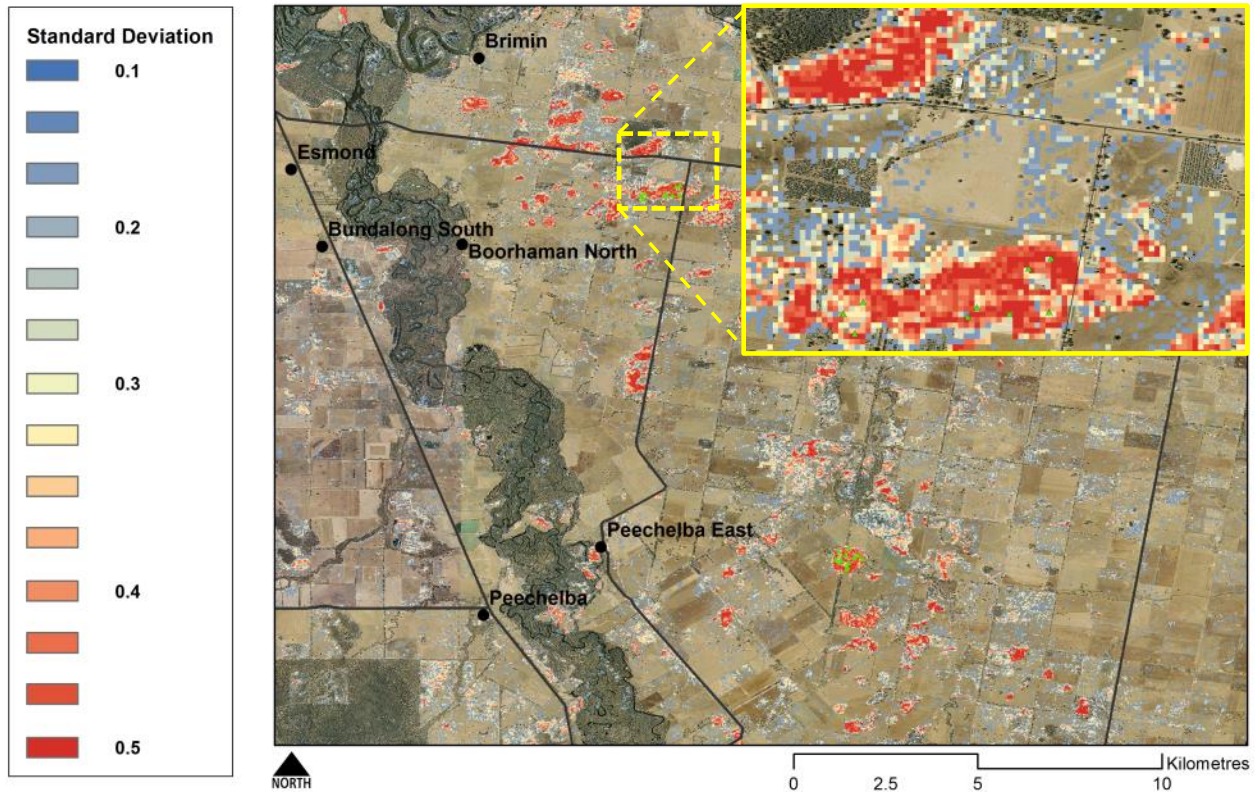 Standard Deviation
0.1
0.2
0.3
0.4
0.5
Brimin
Esmond
Bundalong South
Boorhaman North
Peechelba East
Peechelba
NORTH
Kilometres
0 2.5 5 10